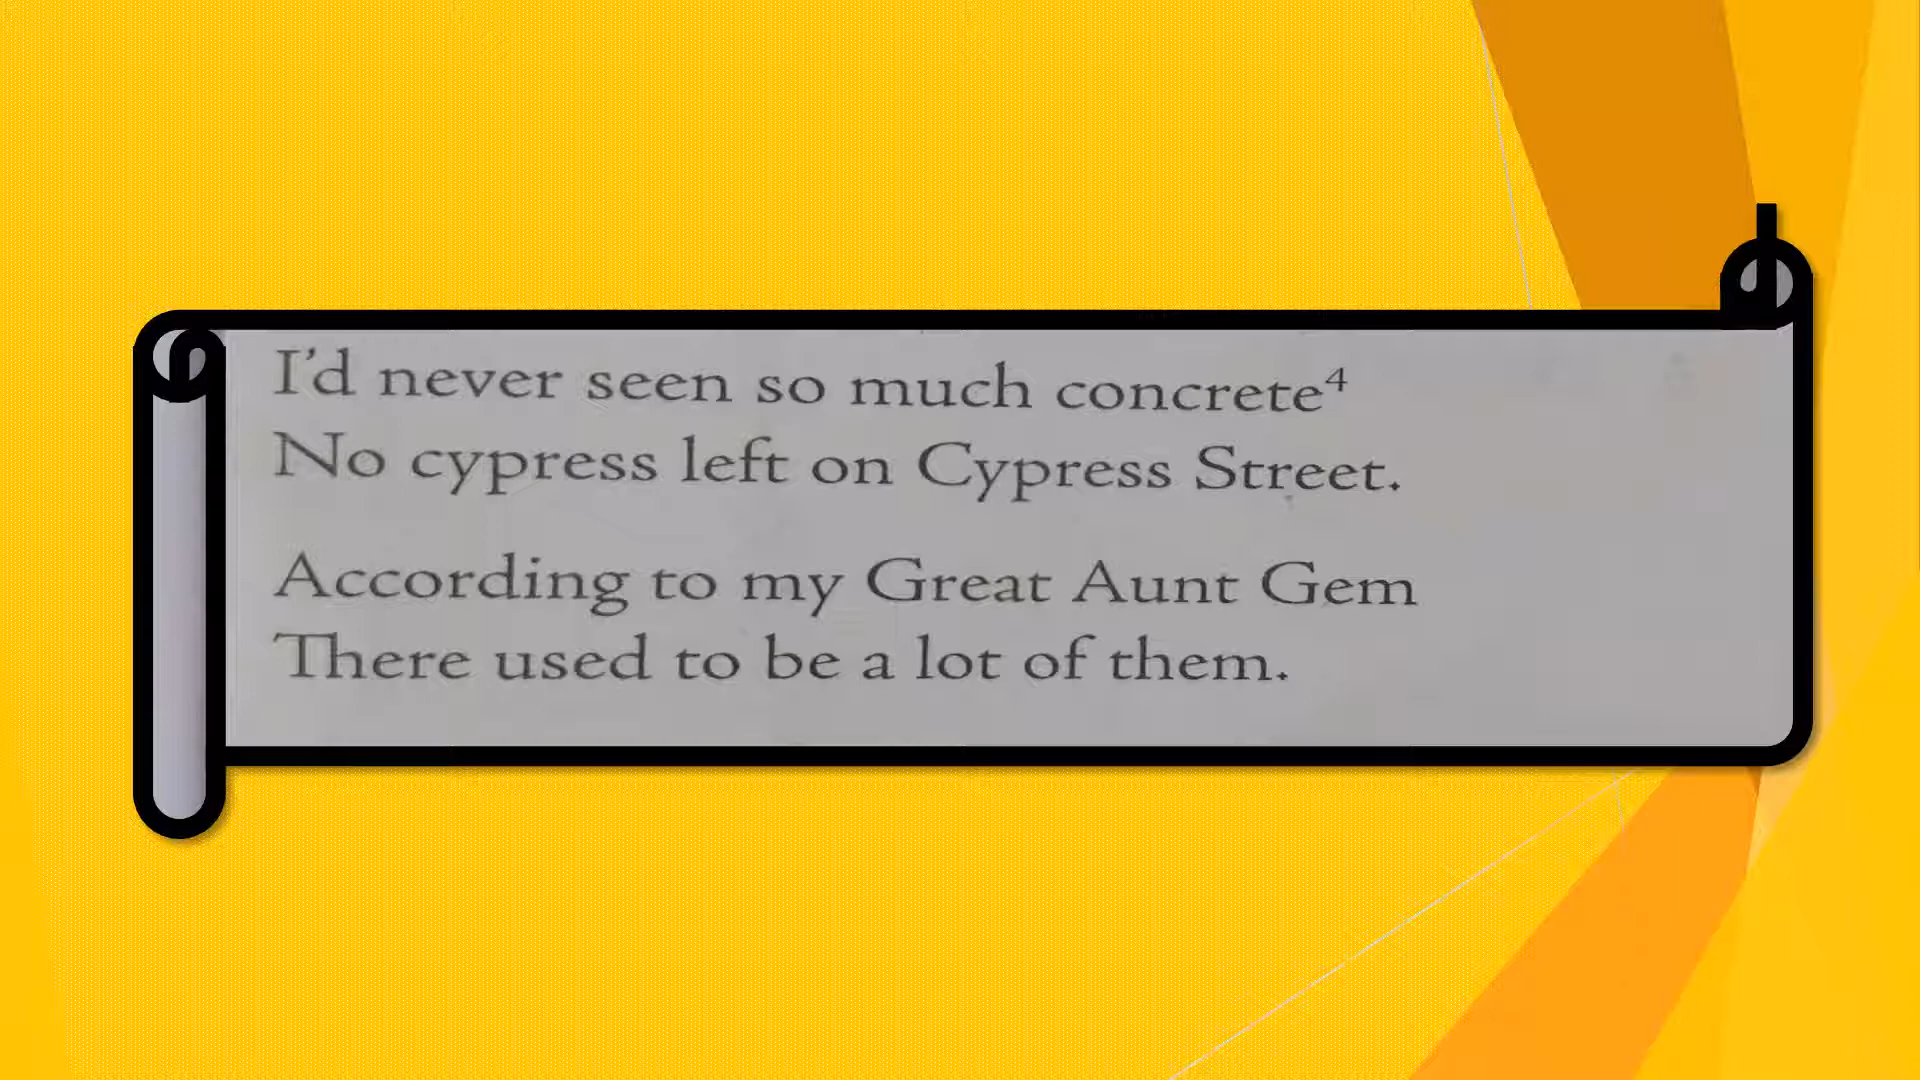 I’d never seen so much concrete⁴
No cypress left on Cypress Street.
According to my Great Aunt Gem
There used to be a lot of them.